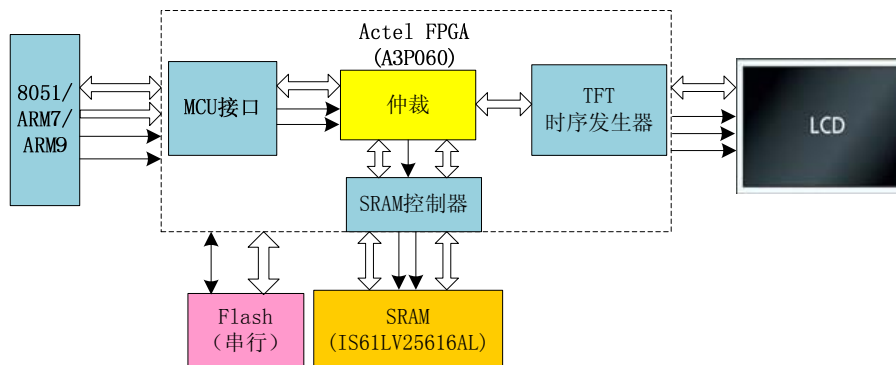 Actel FPGA
(A3P060)
8051/
ARM7/
ARM9
MCU接口
仲裁
TFT
时序发生器
LCD
SRAM控制器
Flash
(串行)
SRAM
(IS61LV25616AL)